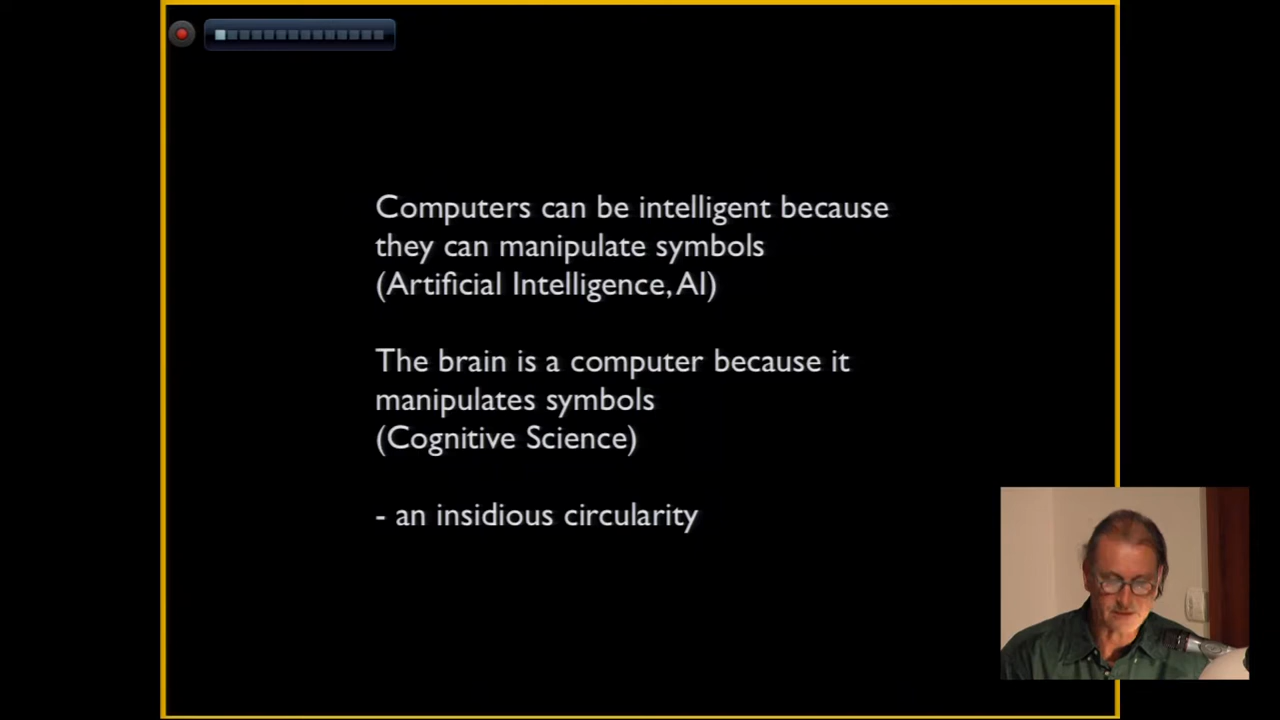 Computers can be intelligent because
they can manipulate symbols
(Artificial Intelligence, AI)
The brain is a computer because it
manipulates symbols
(Cognitive Science)
- an insidious circularity